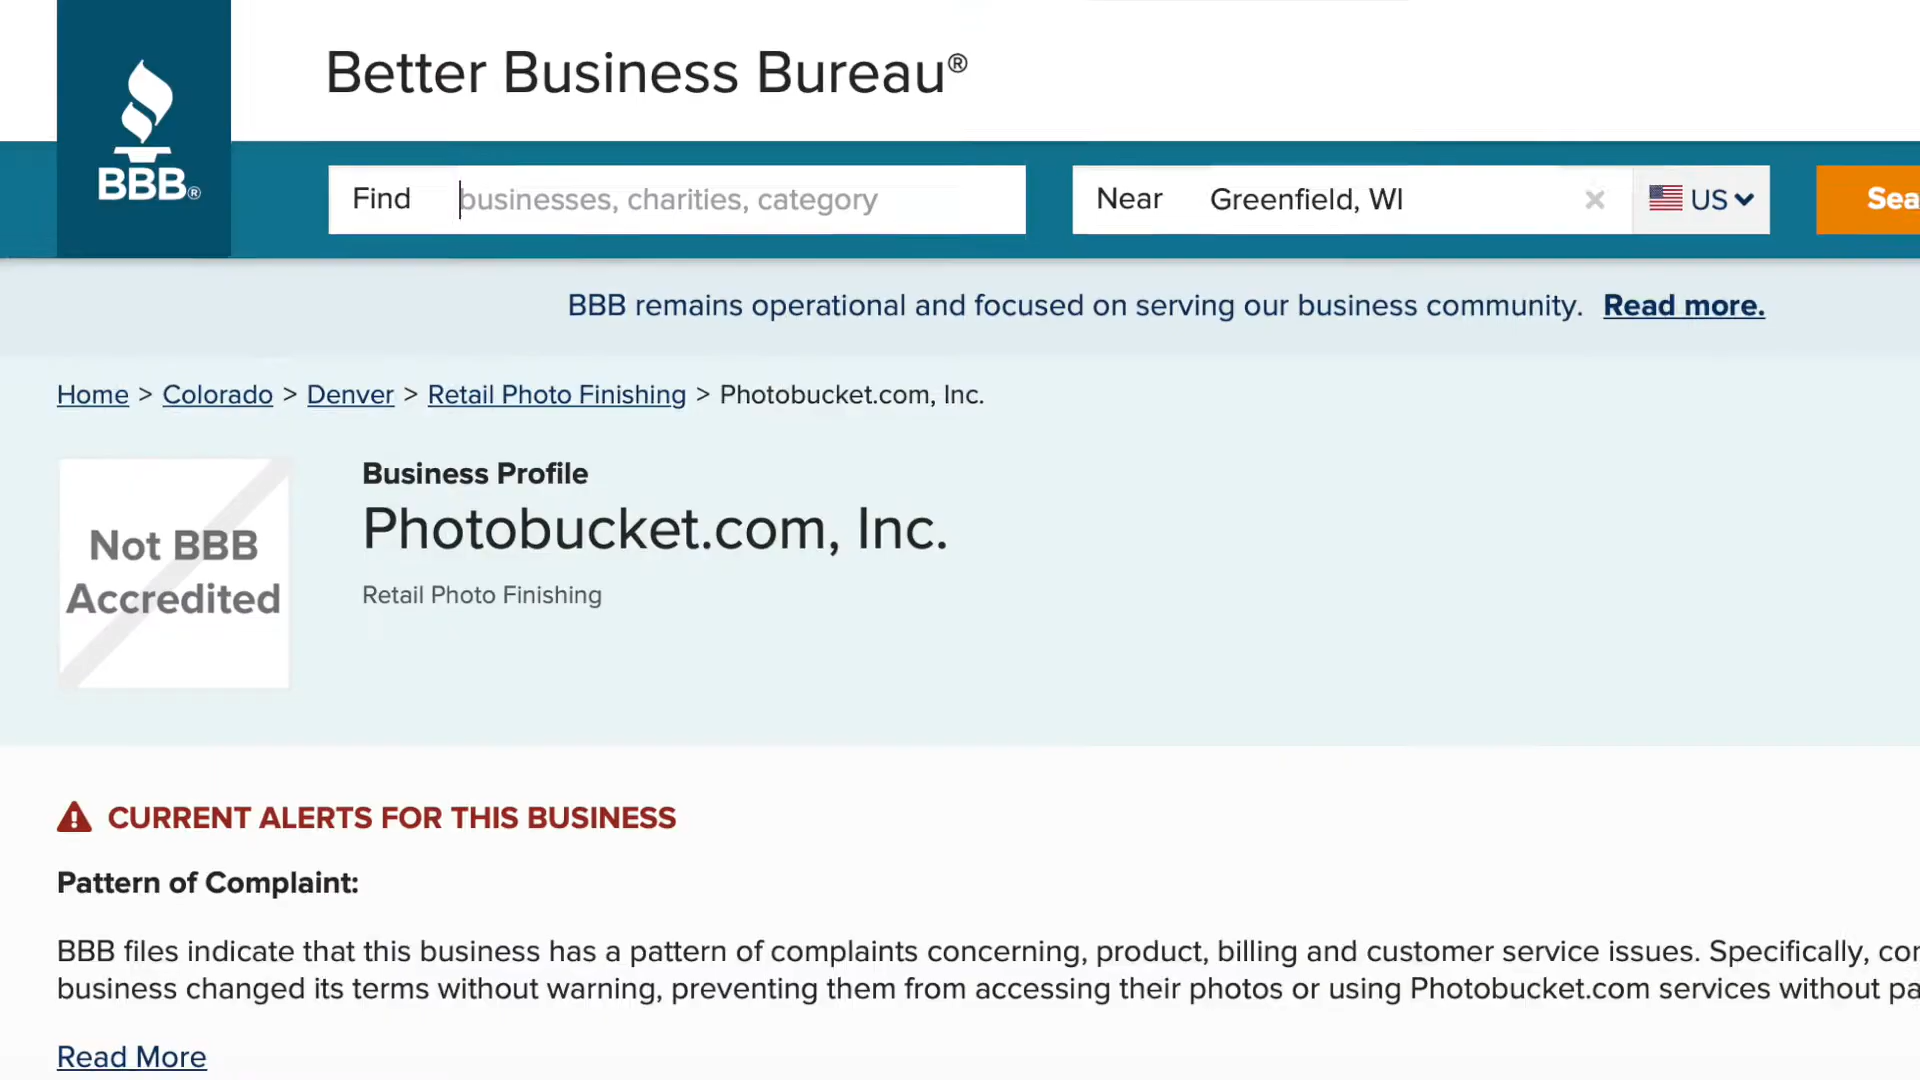 Better Business Bureau®
BBB®
Find businesses, charities, category Near Greenfield, WI × US
BBB remains operational and focused on serving our business community. Read more.
Home > Colorado > Denver > Retail Photo Finishing > Photobucket.com, Inc.
Not BBB
Accredited
Business Profile
Photobucket.com, Inc.
Retail Photo Finishing
CURRENT ALERTS FOR THIS BUSINESS
Pattern of Complaint:
BBB files indicate that this business has a pattern of complaints concerning, product, billing and customer service issues. Specifically,
business changed its terms without warning, preventing them from accessing their photos or using Photobucket.com services without
Read More